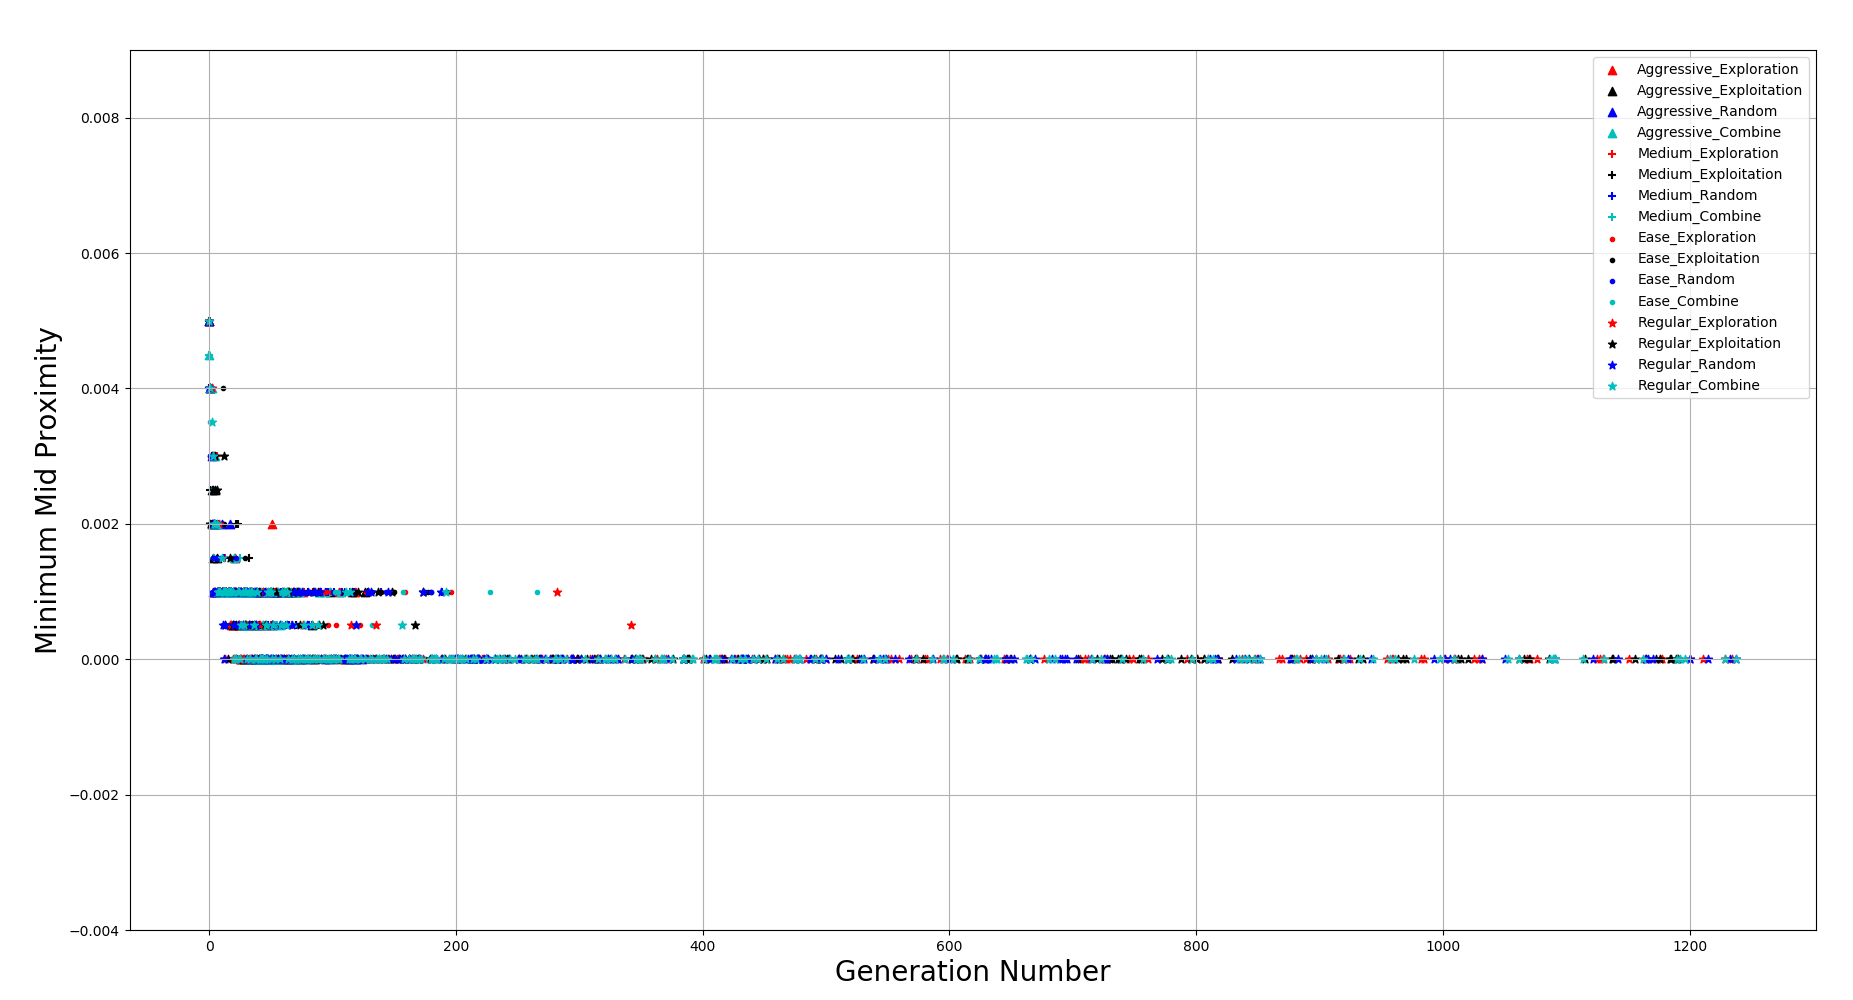 Aggressive_Exploration
Aggressive_Exploitation
Aggressive_Random
Aggressive_Combine
Medium_Exploration
Medium_Exploitation
Medium_Random
Medium_Combine
Ease_Exploration
Ease_Exploitation
Ease_Random
Ease_Combine
Regular_Exploration
Regular_Exploitation
Regular_Random
Regular_Combine
Minimum Mid Proximity
0.008
0.006
0.004
0.002
0.000
−0.002
−0.004
0 200 400 600 800 1000 1200
Generation Number